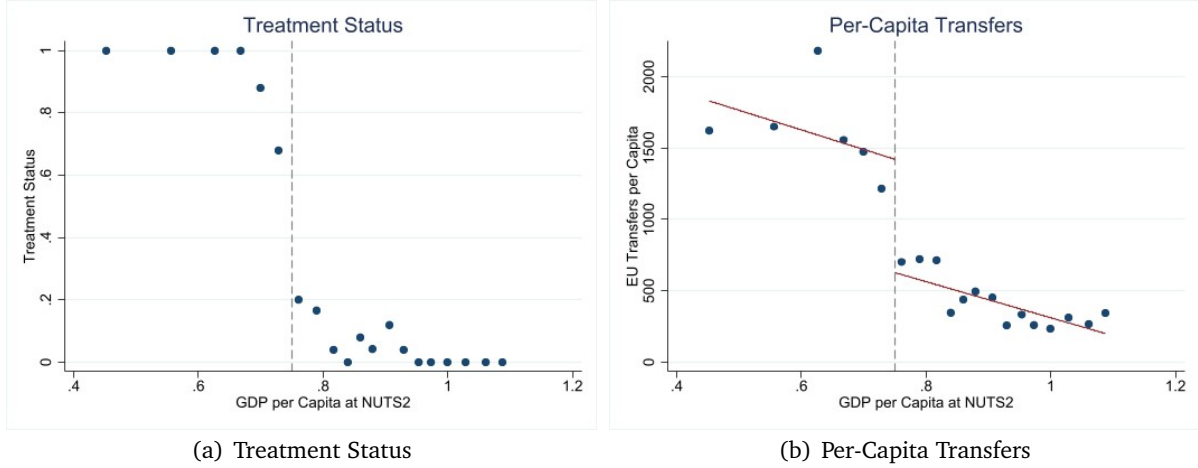 Treatment Status
Treatment Status
1
.8
.6
.4
.2
0
.4 .6 .8 1 1.2
GDP per Capita at NUTS2
(a) Treatment Status
Per-Capita Transfers
EU Transfers per Capita
2000
1500
1000
500
0
.4 .6 .8 1 1.2
GDP per Capita at NUTS2
(b) Per-Capita Transfers